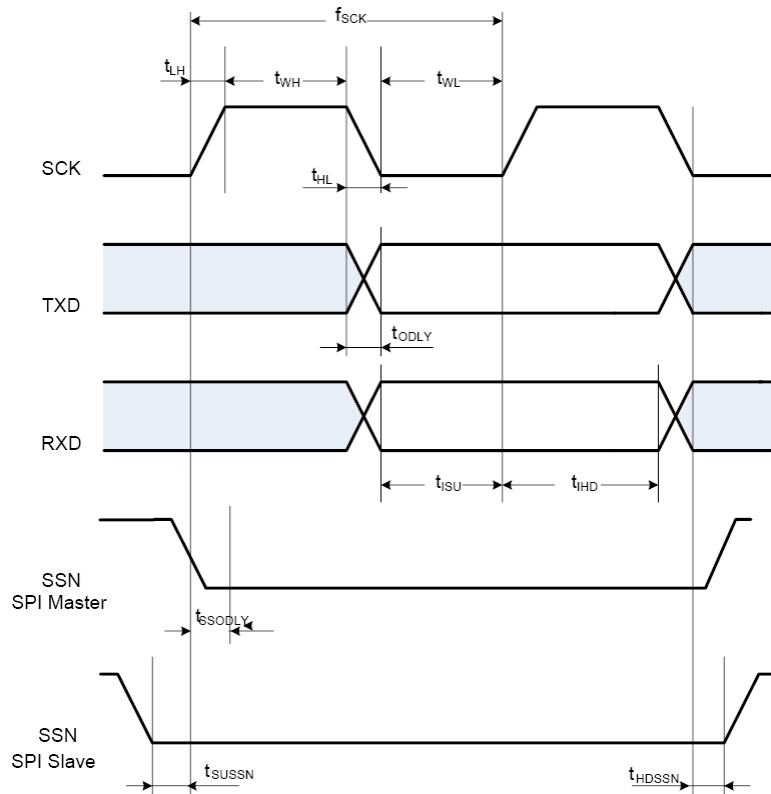 fSCK
tLH
tWH
tWL
SCK
tHL
TXD
tODLY
RXD
tISU
tIHD
SSN
SPI Master
tSSODLY
SSN
SPI Slave
tSUSSN
tHDSSN